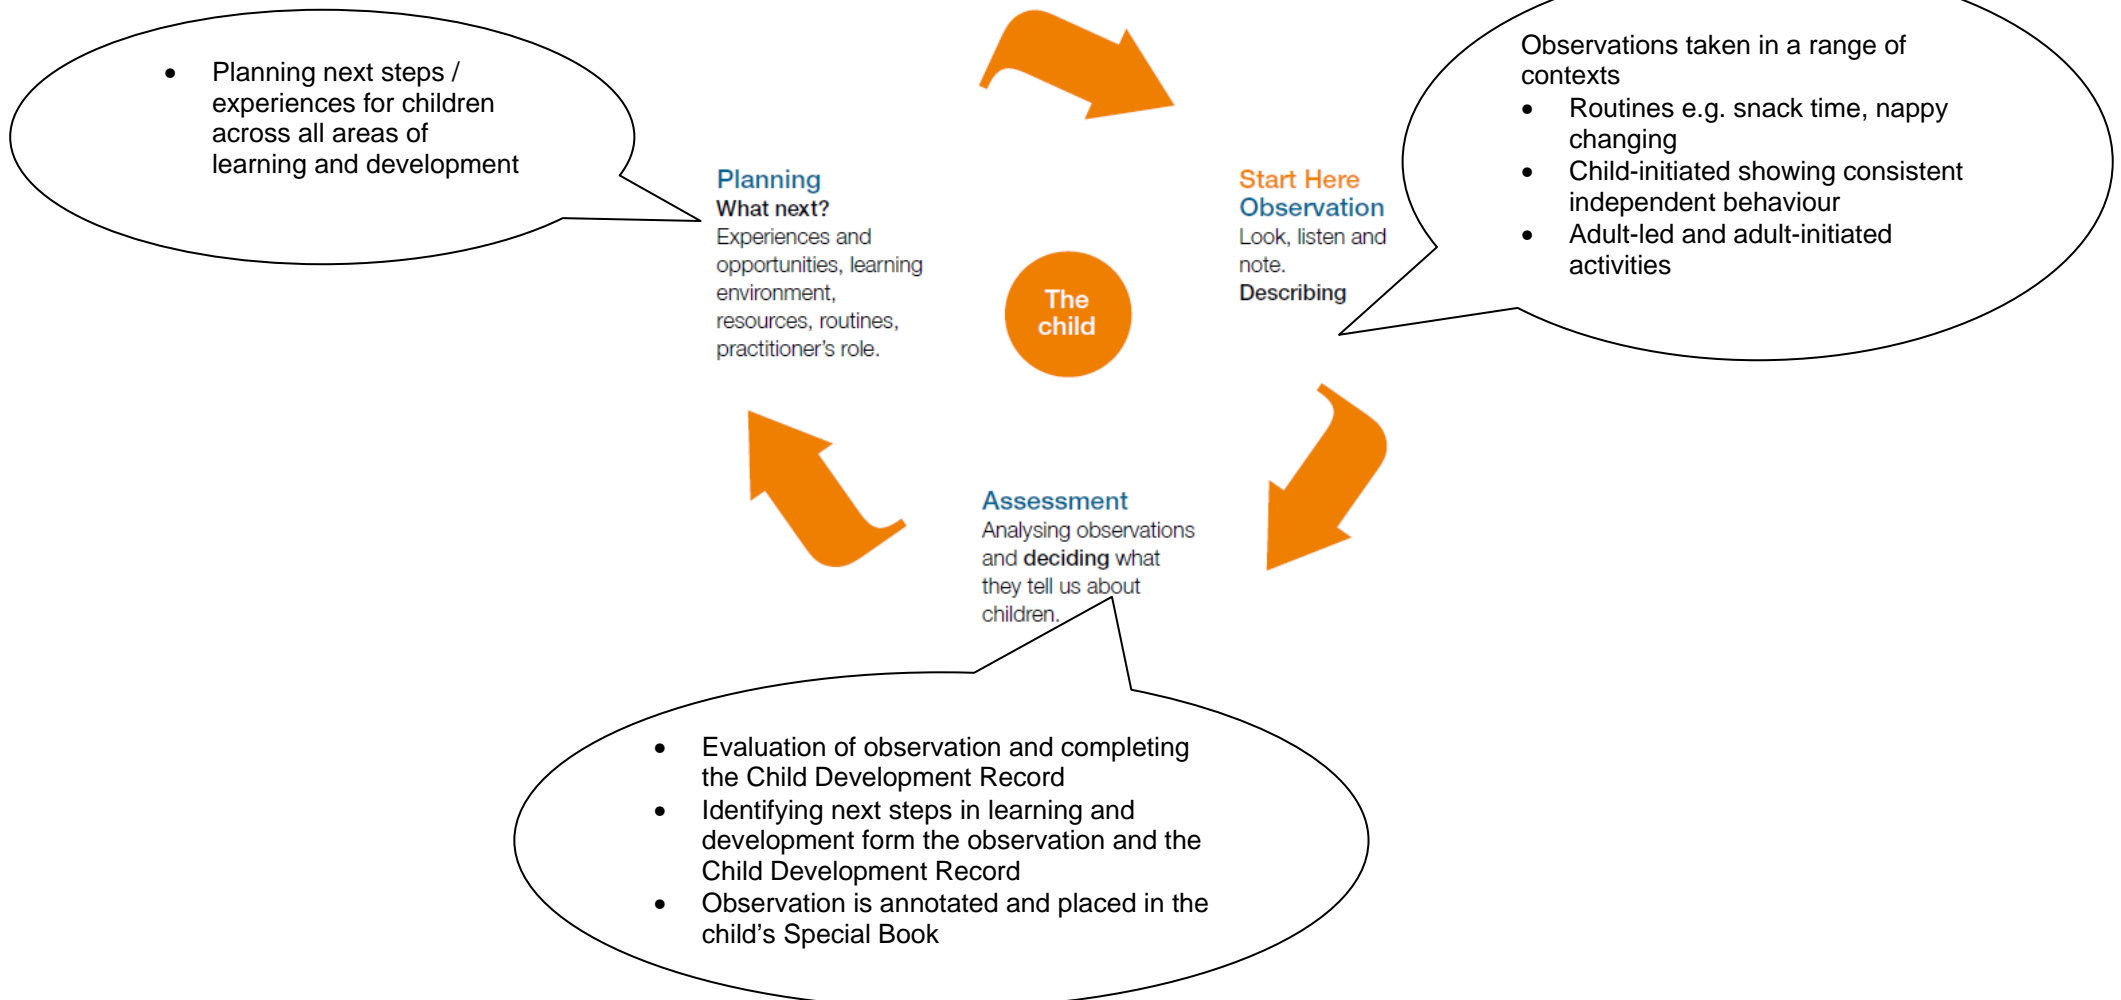 • Planning next steps /
experiences for children
across all areas of
learning and development
Planning
What next?
Experiences and
opportunities, learning
environment,
resources, routines,
practitioner's role.
The
child
Start Here
Observation
Look, listen and
note.
Describing
Observations taken in a range of
contexts
• Routines e.g. snack time, nappy
changing
• Child-initiated showing consistent
independent behaviour
• Adult-led and adult-initiated
activities
Assessment
Analysing observations
and deciding what
they tell us about
children.
• Evaluation of observation and completing
the Child Development Record
• Identifying next steps in learning and
development form the observation and the
Child Development Record
• Observation is annotated and placed in the
child's Special Book